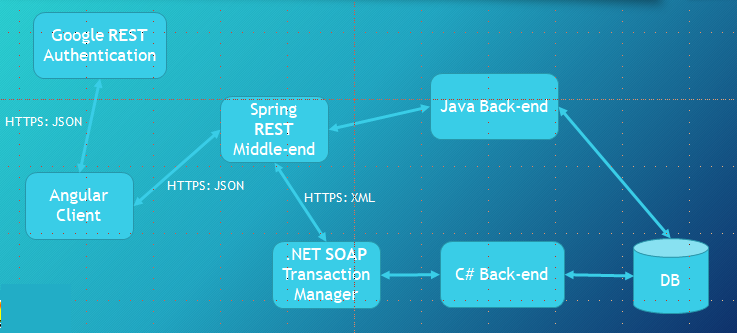 Google REST
Authentication
HTTPS: JSON
Spring
REST
Middle-end
Java Back-end
HTTPS: JSON
HTTPS: XML
Angular
Client
.NET SOAP
Transaction
Manager
C# Back-end
DB